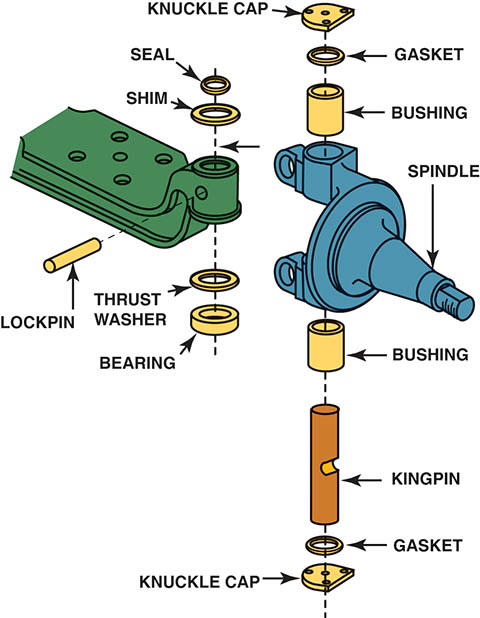 KNUCKLE CAP
SEAL
GASKET
SHIM
BUSHING
SPINDLE
THRUST
WASHER
LOCKPIN
BEARING
BUSHING
KINGPIN
GASKET
KNUCKLE CAP